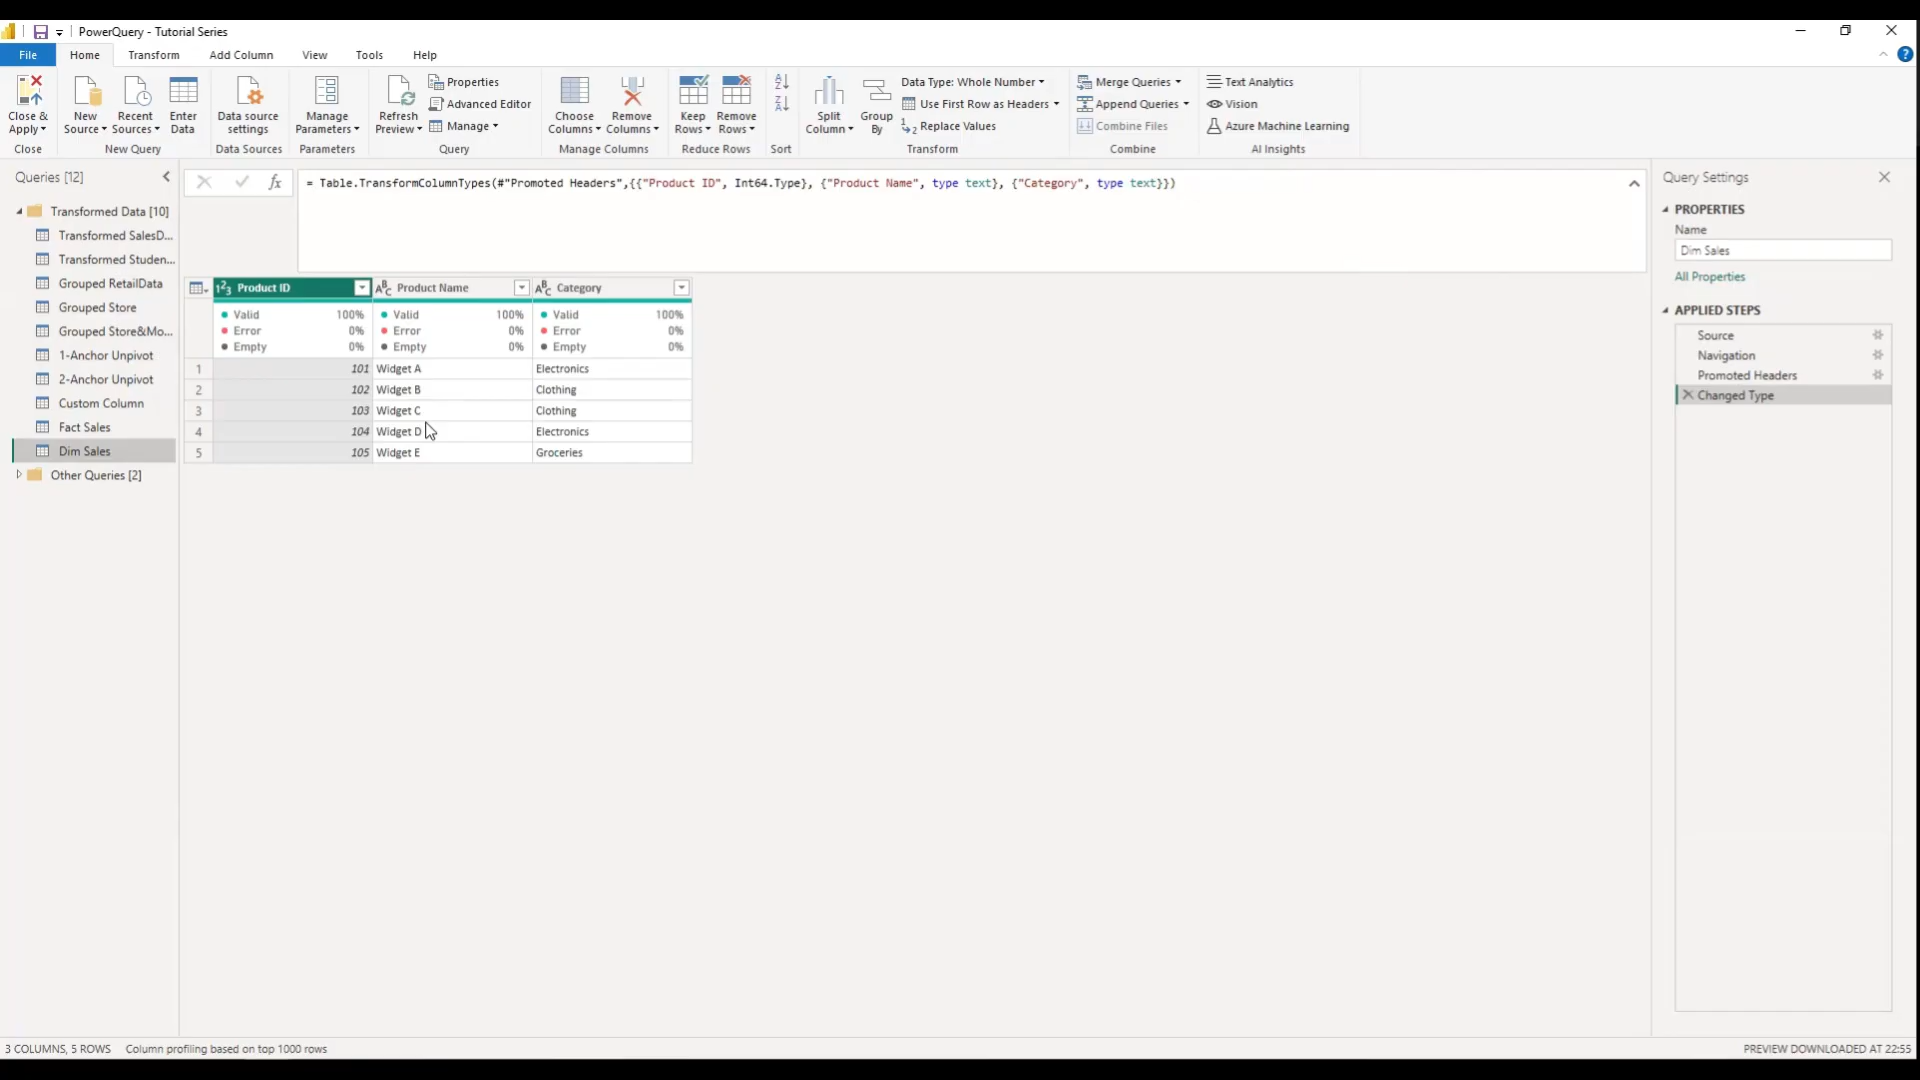 PowerQuery - Tutorial Series
File Home Transform Add Column View Tools Help
Close & Apply
Close
New Source
Recent Sources
Enter Data
New Query
Data source settings
Data Sources
Manage Parameters
Parameters
Refresh Preview
Properties
Advanced Editor
Manage
Query
Choose Columns
Remove Columns
Manage Columns
Keep Rows
Remove Rows
Reduce Rows
Sort
Split Column
Group By
Data Type: Whole Number
Use First Row as Headers
Replace Values
Transform
Merge Queries
Append Queries
Combine Files
Combine
Text Analytics
Vision
Azure Machine Learning
AI Insights
Queries [12]
Transformed Data [10]
Transformed SalesD...
Transformed Studen...
Grouped RetailData
Grouped Store
Grouped Store&Mo...
1-Anchor Unpivot
2-Anchor Unpivot
Custom Column
Fact Sales
Dim Sales
Other Queries [2]
fx = Table.TransformColumnTypes(#"Promoted Headers",{{"Product ID", Int64.Type}, {"Product Name", type text}, {"Category", type text}})
123 Product ID ABC Product Name ABC Category
Valid 100% Valid 100% Valid 100%
Error 0% Error 0% Error 0%
Empty 0% Empty 0% Empty 0%
1 101 Widget A Electronics
2 102 Widget B Clothing
3 103 Widget C Clothing
4 104 Widget D Electronics
5 105 Widget E Groceries
Query Settings
PROPERTIES
Name
Dim Sales
All Properties
APPLIED STEPS
Source
Navigation
Promoted Headers
Changed Type
3 COLUMNS, 5 ROWS Column profiling based on top 1000 rows
PREVIEW DOWNLOADED AT 22:55